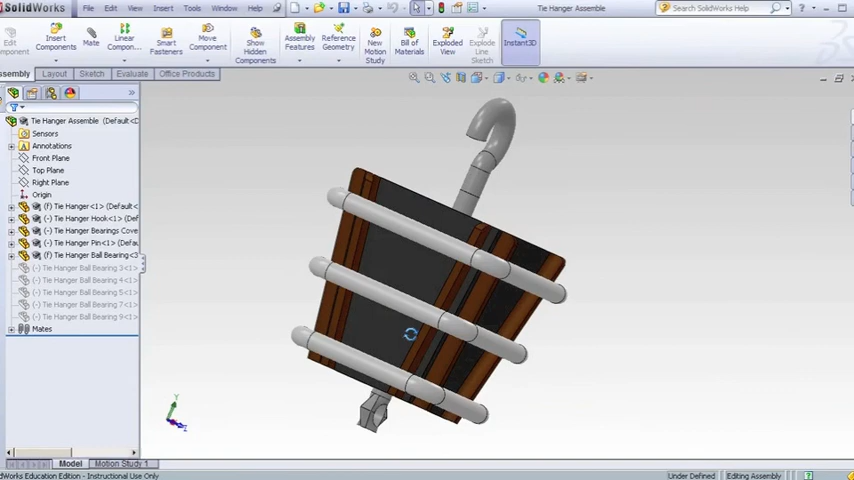 SolidWorks File Edit View Insert Tools Window Help Tie Hanger Assemble Search SolidWorks Help
Edit Component
Insert Components
Mate
Linear Compon...
Smart Fasteners
Move Component
Show Hidden Components
Assembly Features
Reference Geometry
New Motion Study
Bill of Materials
Exploded View
Explode Line Sketch
Instant3D
Assembly Layout Sketch Evaluate Office Products
Tie Hanger Assemble (Default<D
Sensors
Annotations
Front Plane
Top Plane
Right Plane
Origin
(f) Tie Hanger<1> (Default<
(-) Tie Hanger Hook<1> (Def
(-) Tie Hanger Bearings Cove
(-) Tie Hanger Pin<1> (Defau
(f) Tie Hanger Ball Bearing<3
(-) Tie Hanger Ball Bearing 3<1>
(-) Tie Hanger Ball Bearing 4<1>
(-) Tie Hanger Ball Bearing 5<1>
(-) Tie Hanger Ball Bearing 7<1>
(-) Tie Hanger Ball Bearing 9<1>
Mates
Y
Z
Model Motion Study 1
SolidWorks Education Edition - Instructional Use Only Under Defined Editing Assembly